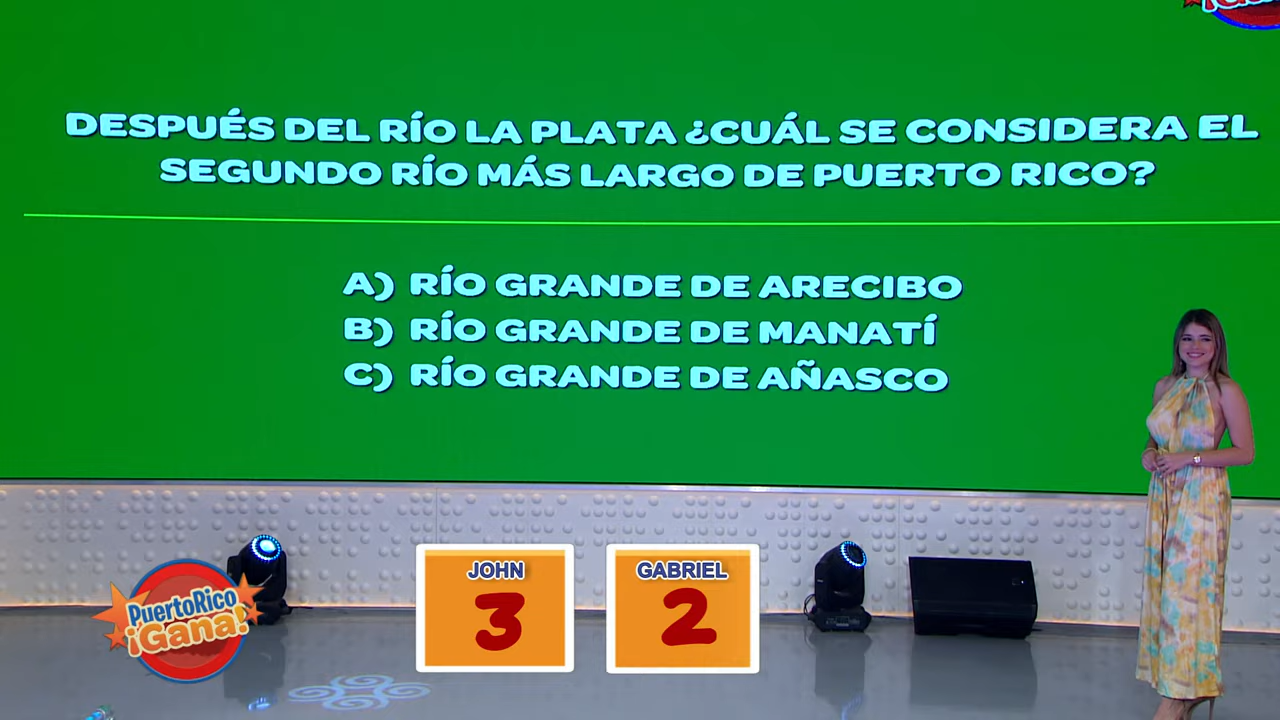 DESPUÉS DEL RÍO LA PLATA ¿CUÁL SE CONSIDERA EL
SEGUNDO RÍO MÁS LARGO DE PUERTO RICO?
A) RÍO GRANDE DE ARECIBO
B) RÍO GRANDE DE MANATÍ
C) RÍO GRANDE DE AÑASCO
JOHN
3
GABRIEL
2
PuertoRico
¡Gana!